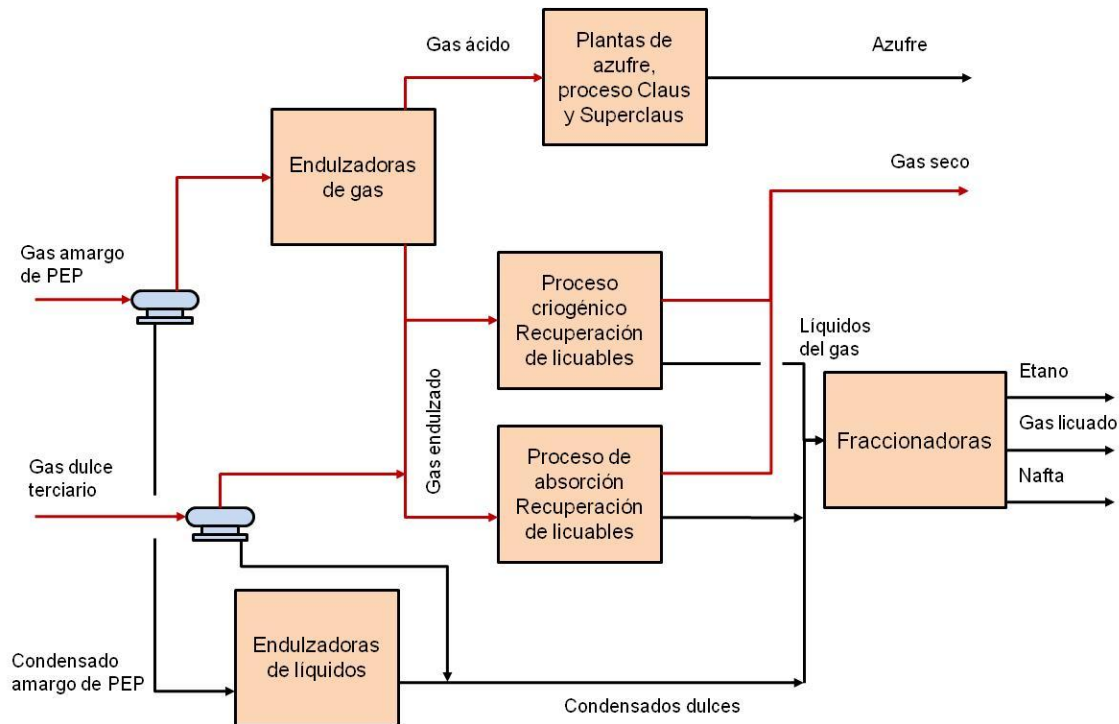 Gas ácido
Plantas de
azufre,
proceso Claus
y Superclaus
Azufre
Endulzadoras
de gas
Gas seco
Gas amargo
de PEP
Proceso
criogénico
Recuperación
de licuables
Líquidos
del gas
Gas endulzado
Etano
Gas licuado
Nafta
Fraccionadoras
Gas dulce
terciario
Proceso de
absorción
Recuperación
de licuables
Endulzadoras
de líquidos
Condensado
amargo de PEP
Condensados dulces